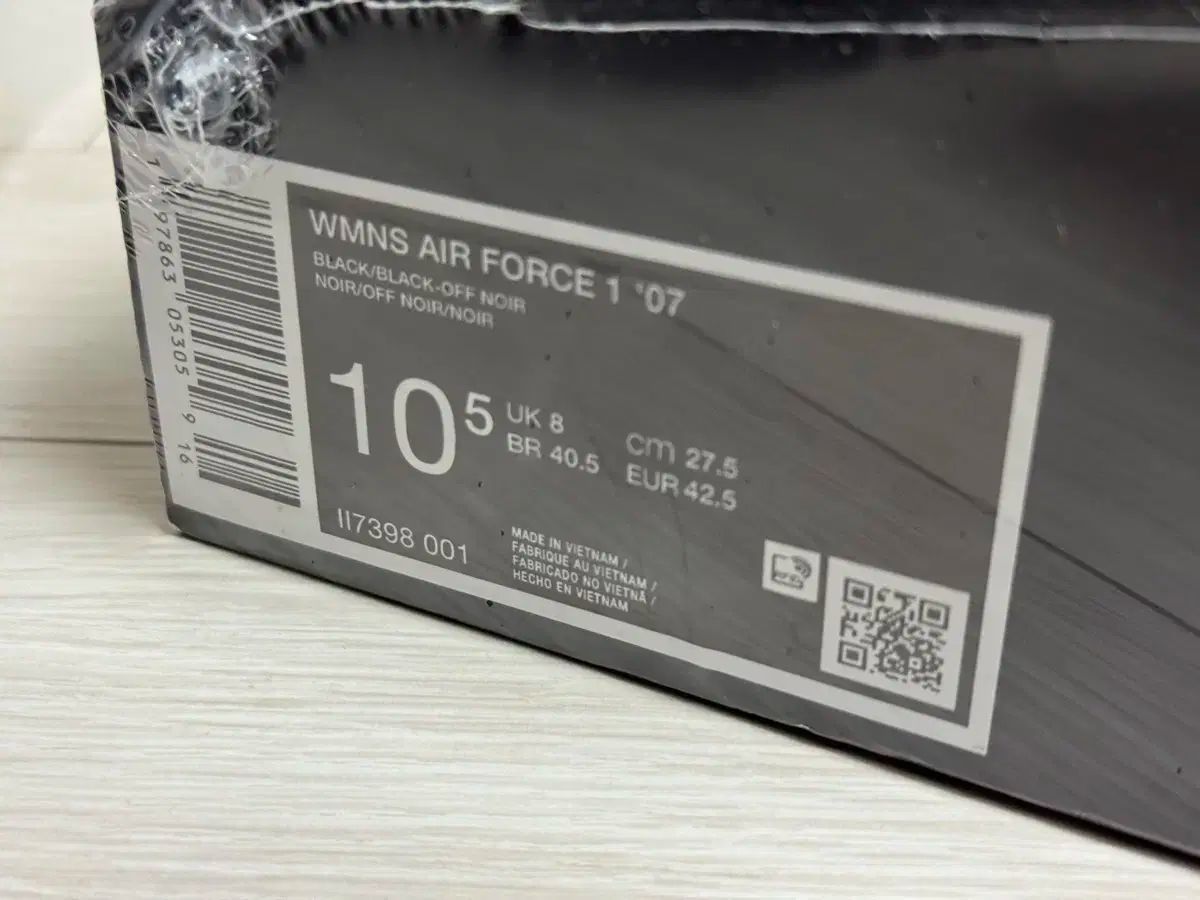 WMNS AIR FORCE 1 '07
BLACK/BLACK-OFF NOIR
NOIR/OFF NOIR/NOIR
10 5
UK 8
BR 40.5
cm 27.5
EUR 42.5
II7398 001
MADE IN VIETNAM /
FABRIQUE AU VIETNAM /
FABRICADO NO VIETNÃ /
HECHO EN VIETNAM
97863 05305 9 16